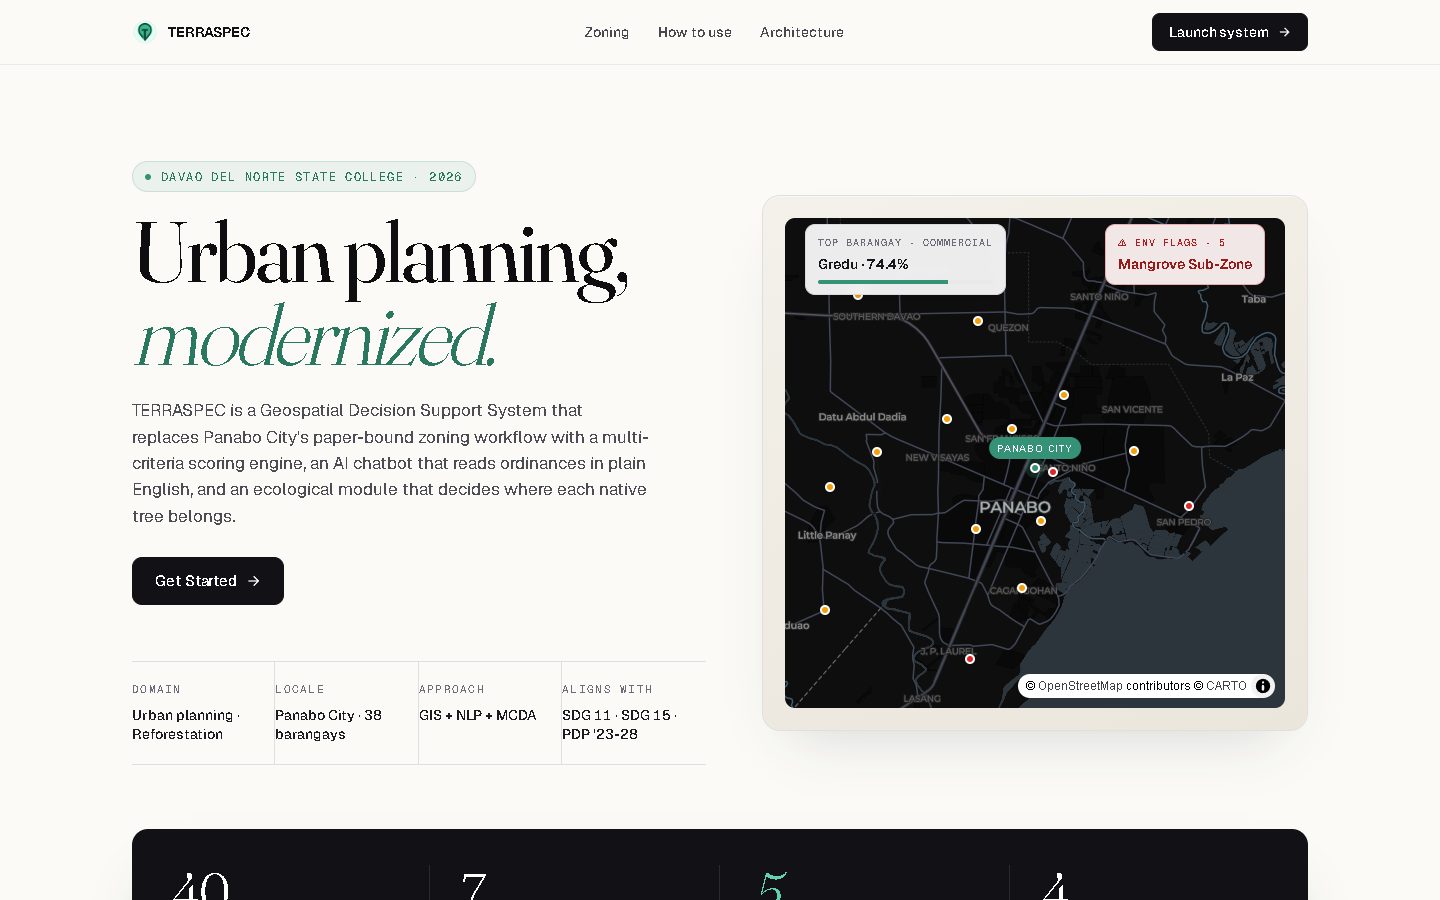 TERRASPEC
Zoning
How to use
Architecture
Launch system →
DAVAO DEL NORTE STATE COLLEGE · 2026
Urban planning,
modernized.
TERRASPEC is a Geospatial Decision Support System that
replaces Panabo City's paper-bound zoning workflow with a multi-
criteria scoring engine, an AI chatbot that reads ordinances in plain
English, and an ecological module that decides where each native
tree belongs.
Get Started →
DOMAIN
Urban planning ·
Reforestation
LOCALE
Panabo City · 38
barangays
APPROACH
GIS + NLP + MCDA
ALIGNS WITH
SDG 11 · SDG 15 ·
PDP '23-28
TOP BARANGAY · COMMERCIAL
Gredu · 74.4%
⚠ ENV FLAGS · 5
Mangrove Sub-Zone
SANTO NIÑO
Taba
SOUTHERN DAVAO
QUEZON
La Paz
Datu Abdul Dadia
SAN VICENTE
NEW VISAYAS
PANABO CITY
PANABO
SAN PEDRO
Little Panay
duao
J. P. LAUREL
LASANG
© OpenStreetMap contributors © CARTO
40
7
5
4